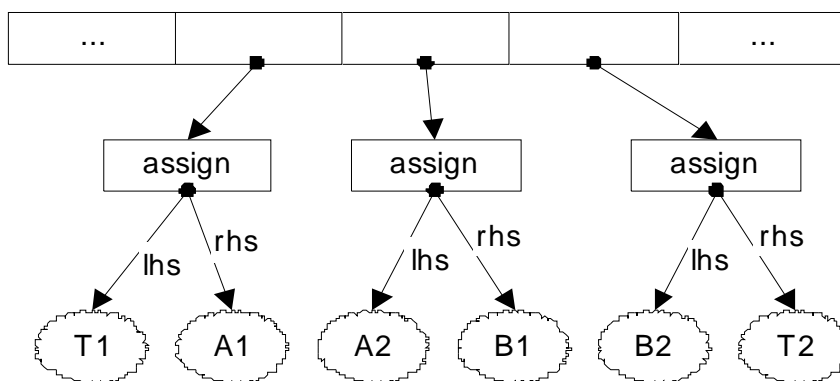 ... ...
assign assign assign
lhs rhs lhs rhs lhs rhs
T1 A1 A2 B1 B2 T2